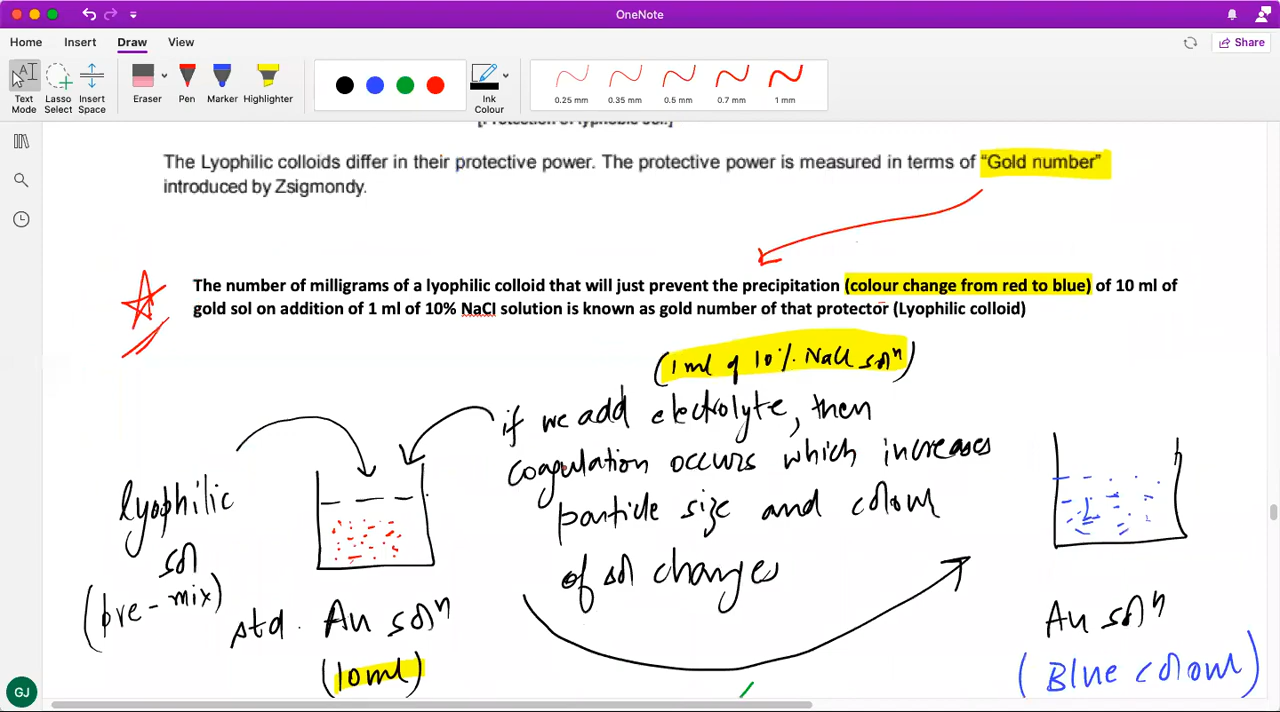 OneNote
Home Insert Draw View
Share
Text Mode
Lasso Select
Insert Space
Eraser
Pen
Marker
Highlighter
Ink Colour
0.25 mm
0.35 mm
0.5 mm
0.7 mm
1 mm
The Lyophilic colloids differ in their protective power. The protective power is measured in terms of “Gold number”
introduced by Zsigmondy.
The number of milligrams of a lyophilic colloid that will just prevent the precipitation (colour change from red to blue) of 10 ml of
gold sol on addition of 1 ml of 10% NaCl solution is known as gold number of that protector (Lyophilic colloid)
(1 ml of 10% NaCl solⁿ)
if we add electrolyte, then
coagulation occurs which increases
particle size and colour
of sol changes
lyophilic
sol
(pre-mix)
std. Au solⁿ
(10ml)
Au solⁿ
(Blue colour)
GJ